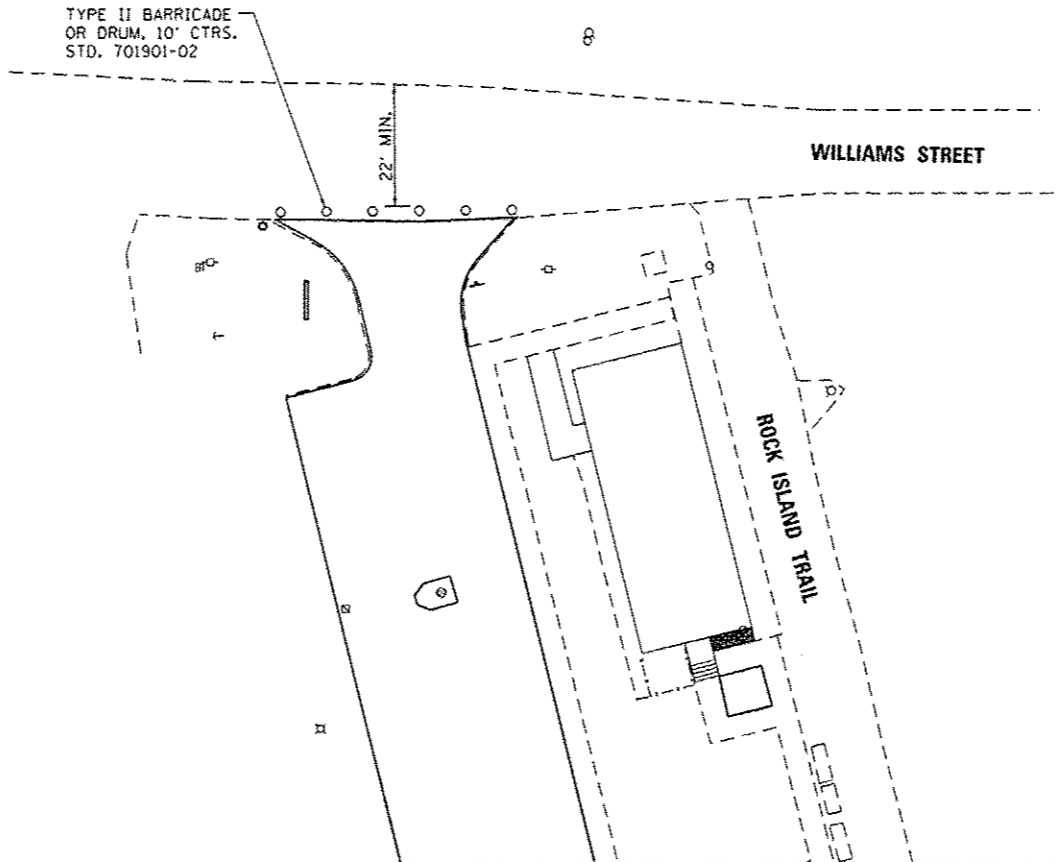 TYPE II BARRICADE
OR DRUM, 10' CTRS.
STD. 701901-02
22' MIN.
WILLIAMS STREET
ROCK ISLAND TRAIL